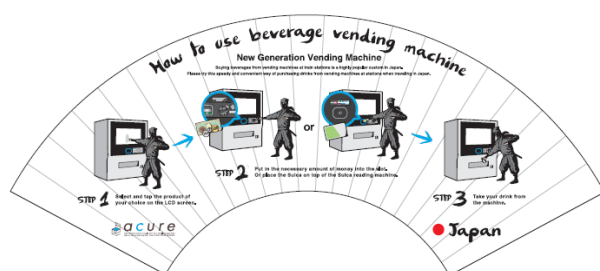 How to use beverage vending machine
New Generation Vending Machine
Buying beverages from vending machines at train stations is a highly popular custom in Japan.
Please try this speedy and convenient way of purchasing drinks from vending machines at stations when traveling in Japan.
or
STEP 1 Select and tap the product of
your choice on the LCD screen.
STEP 2 Put in the necessary amount of money into the slot.
Or place the Suica on top of the Suica reading machine.
STEP 3 Take your drink from
the machine.
acure
Japan